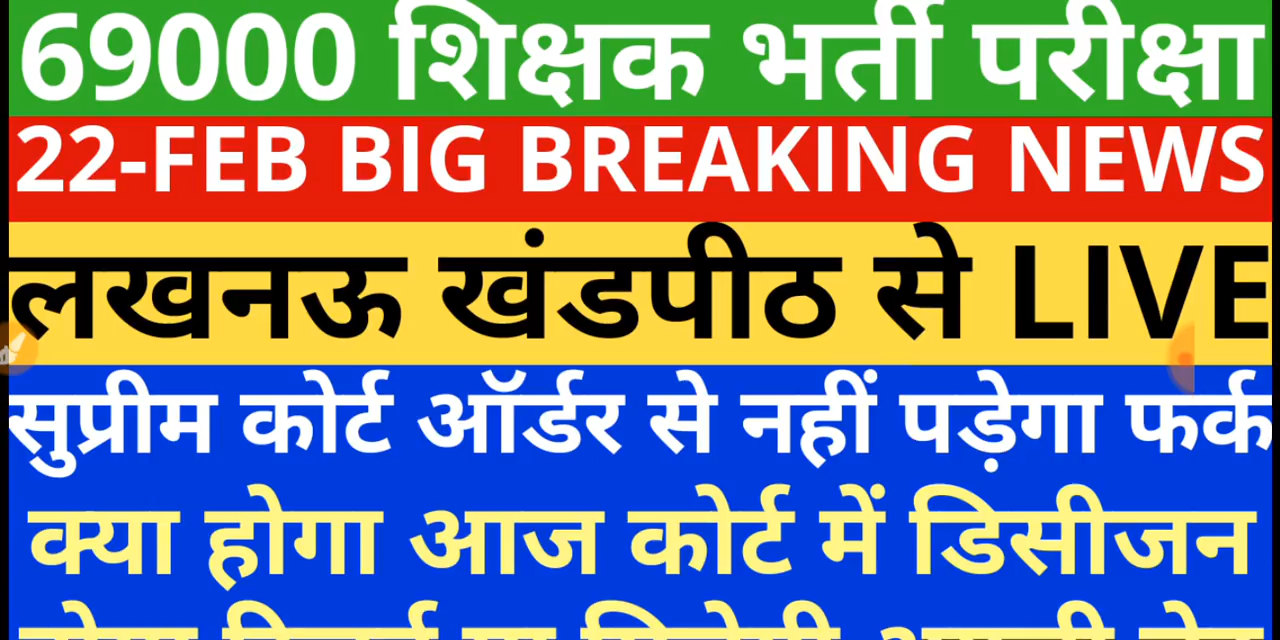 69000 शिक्षक भर्ती परीक्षा
22-FEB BIG BREAKING NEWS
लखनऊ खंडपीठ से LIVE
सुप्रीम कोर्ट ऑर्डर से नहीं पड़ेगा फर्क
क्या होगा आज कोर्ट में डिसीजन